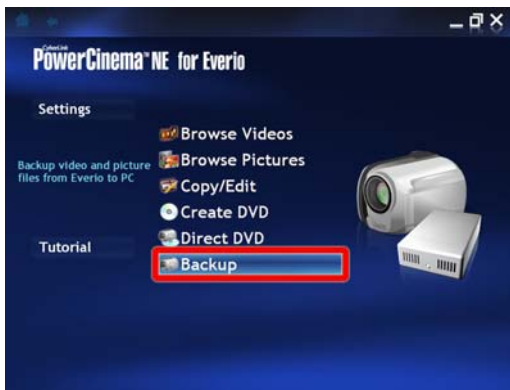 CyberLink
PowerCinema™ NE for Everio
Settings
Browse Videos
Backup video and picture
files from Everio to PC
Browse Pictures
Copy/Edit
Create DVD
Direct DVD
Tutorial
Backup